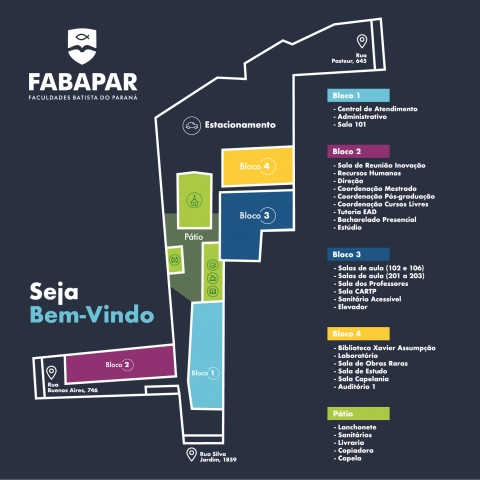 FABAPAR
FACULDADES BATISTA DO PARANÁ
Rua
Pasteur, 645
Estacionamento
Bloco 4
Bloco 3
Pátio
Seja
Bem-Vindo
Bloco 2
Bloco 1
Rua
Buenos Aires, 746
Rua Silva
Jardim, 1859
Bloco 1
- Central de Atendimento
- Administrativo
- Sala 101
Bloco 2
- Sala de Reunião Inovação
- Recursos Humanos
- Direção
- Coordenação Mestrado
- Coordenação Pós-graduação
- Coordenação Cursos Livres
- Tutoria EAD
- Bacharelado Presencial
- Estúdio
Bloco 3
- Salas de aula (102 e 106)
- Salas de aula (201 a 203)
- Sala dos Professores
- Sala CARTP
- Sanitário Acessível
- Elevador
Bloco 4
- Biblioteca Xavier Assumpção
- Laboratório
- Sala de Obras Raras
- Sala de Estudo
- Sala Capelania
- Auditório 1
Pátio
- Lanchonete
- Sanitários
- Livraria
- Copiadora
- Capela